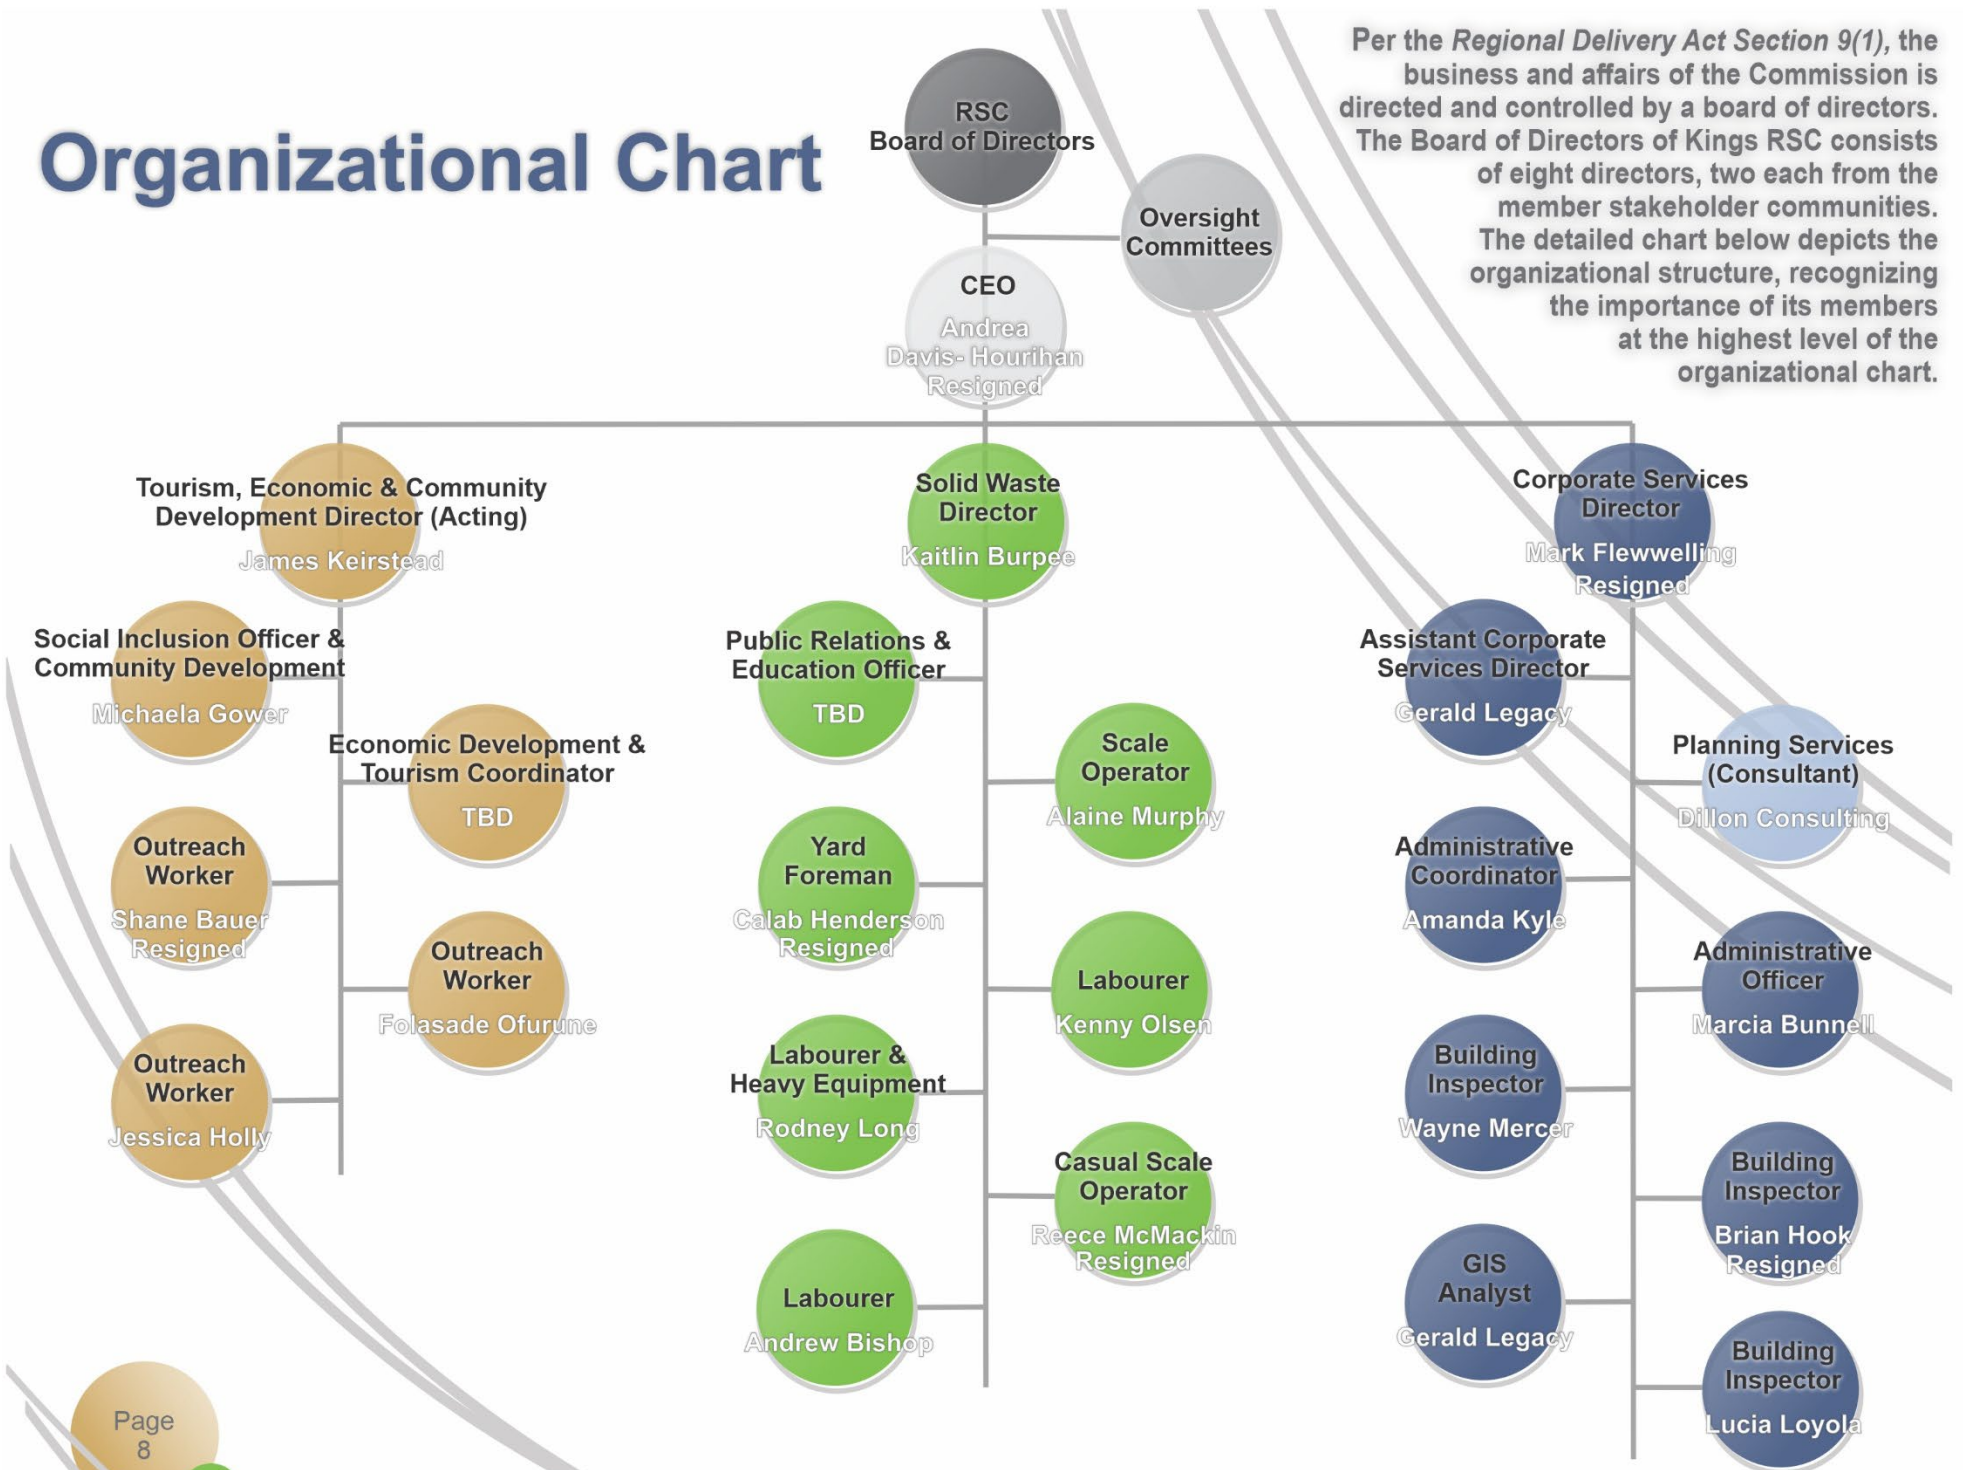 Organizational Chart
Per the Regional Delivery Act Section 9(1), the
business and affairs of the Commission is
directed and controlled by a board of directors.
The Board of Directors of Kings RSC consists
of eight directors, two each from the
member stakeholder communities.
The detailed chart below depicts the
organizational structure, recognizing
the importance of its members
at the highest level of the
organizational chart.
RSC
Board of Directors
Oversight
Committees
CEO
Andrea
Davis- Hourihan
Resigned
Tourism, Economic & Community
Development Director (Acting)
James Keirstead
Social Inclusion Officer &
Community Development
Michaela Gower
Economic Development &
Tourism Coordinator
TBD
Outreach
Worker
Shane Bauer
Resigned
Outreach
Worker
Folasade Ofurune
Outreach
Worker
Jessica Holly
Solid Waste
Director
Kaitlin Burpee
Public Relations &
Education Officer
TBD
Scale
Operator
Alaine Murphy
Yard
Foreman
Calab Henderson
Resigned
Labourer
Kenny Olsen
Labourer &
Heavy Equipment
Rodney Long
Casual Scale
Operator
Reece McMackin
Resigned
Labourer
Andrew Bishop
Corporate Services
Director
Mark Flewwelling
Resigned
Assistant Corporate
Services Director
Gerald Legacy
Planning Services
(Consultant)
Dillon Consulting
Administrative
Coordinator
Amanda Kyle
Administrative
Officer
Marcia Bunnell
Building
Inspector
Wayne Mercer
Building
Inspector
Brian Hook
Resigned
GIS
Analyst
Gerald Legacy
Building
Inspector
Lucia Loyola
Page
8